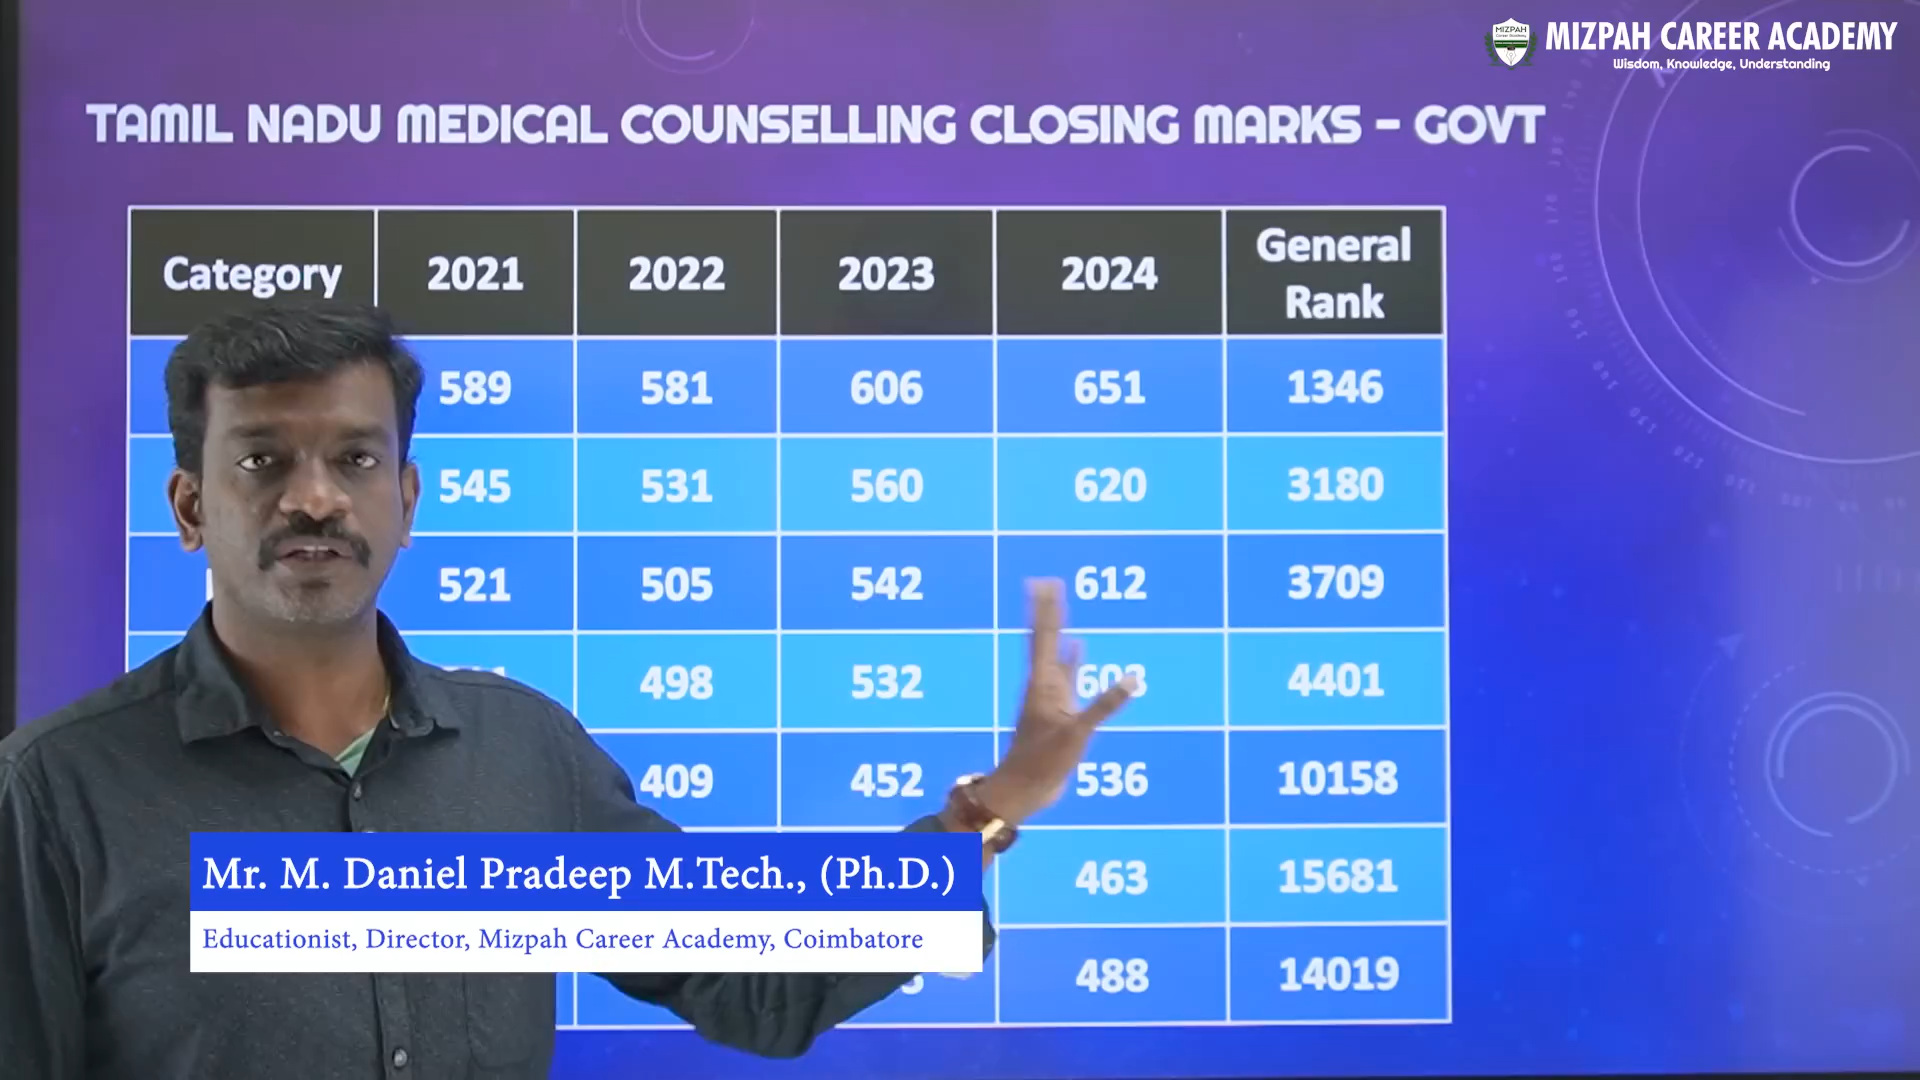 MIZPAH CAREER ACADEMY
Wisdom, Knowledge, Understanding
MIZPAH
TAMIL NADU MEDICAL COUNSELLING CLOSING MARKS - GOVT
Category 2021 2022 2023 2024 General Rank
589 581 606 651 1346
545 531 560 620 3180
521 505 542 612 3709
498 532 603 4401
409 452 536 10158
463 15681
488 14019
Mr. M. Daniel Pradeep M.Tech., (Ph.D.)
Educationist, Director, Mizpah Career Academy, Coimbatore